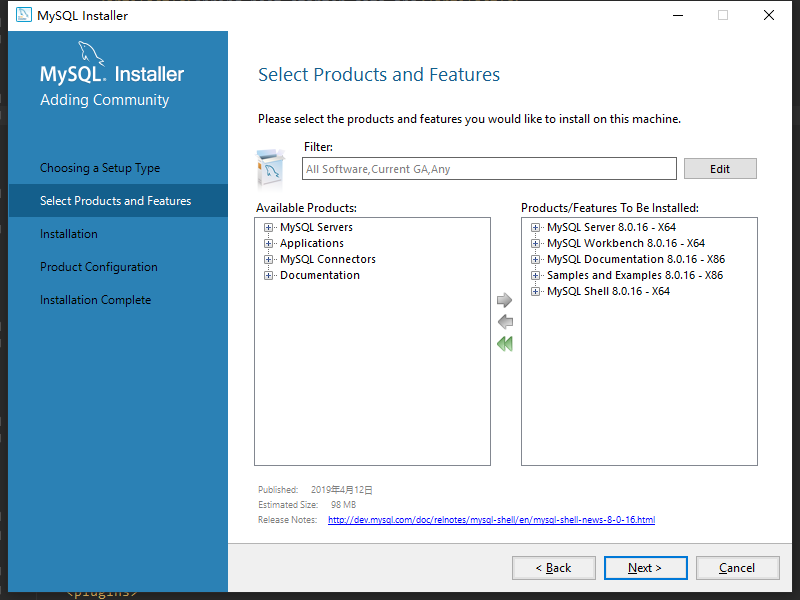 MySQL Installer
MySQL. Installer
Adding Community
Choosing a Setup Type
Select Products and Features
Installation
Product Configuration
Installation Complete
Select Products and Features
Please select the products and features you would like to install on this machine.
Filter:
All Software,Current GA,Any
Edit
Available Products:
MySQL Servers
Applications
MySQL Connectors
Documentation
Products/Features To Be Installed:
MySQL Server 8.0.16 - X64
MySQL Workbench 8.0.16 - X64
MySQL Documentation 8.0.16 - X86
Samples and Examples 8.0.16 - X86
MySQL Shell 8.0.16 - X64
Published: 2019年4月12日
Estimated Size: 98 MB
Release Notes: http://dev.mysql.com/doc/relnotes/mysql-shell/en/mysql-shell-news-8-0-16.html
< Back
Next >
Cancel
<plugins>